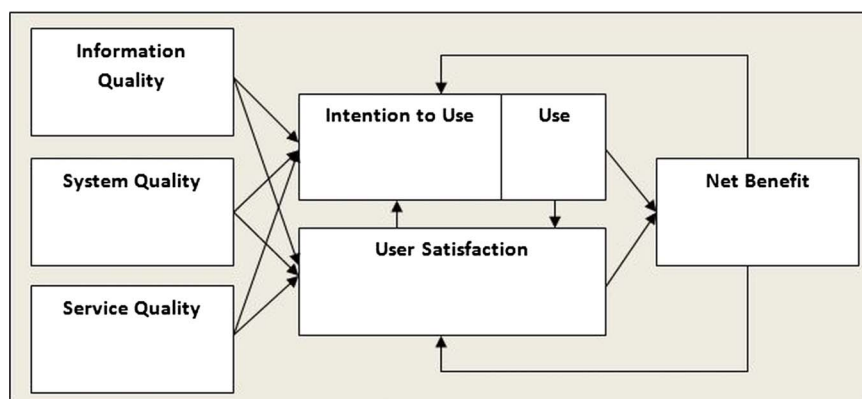 Information
Quality
Intention to Use
Use
System Quality
Net Benefit
User Satisfaction
Service Quality